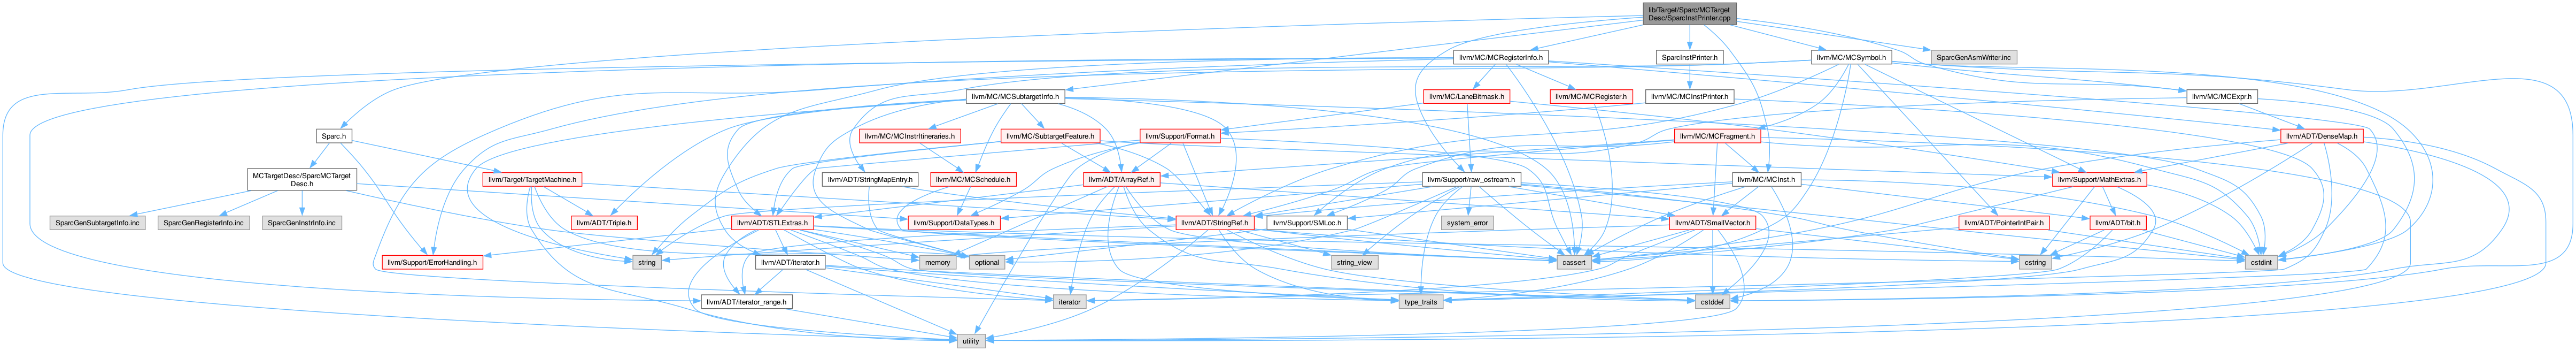 lib/Target/Sparc/MCTarget
Desc/SparcInstPrinter.cpp
llvm/MC/MCRegisterInfo.h
SparcInstPrinter.h
llvm/MC/MCSymbol.h
SparcGenAsmWriter.inc
llvm/MC/MCSubtargetInfo.h
llvm/MC/LaneBitmask.h
llvm/MC/MCRegister.h
llvm/MC/MCInstPrinter.h
llvm/MC/MCExpr.h
Sparc.h
llvm/MC/MCInstrItineraries.h
llvm/MC/SubtargetFeature.h
llvm/Support/Format.h
llvm/MC/MCFragment.h
llvm/ADT/DenseMap.h
MCTargetDesc/SparcMCTarget
Desc.h
llvm/Target/TargetMachine.h
llvm/ADT/StringMapEntry.h
llvm/MC/MCSchedule.h
llvm/ADT/ArrayRef.h
llvm/Support/raw_ostream.h
llvm/MC/MCInst.h
llvm/Support/MathExtras.h
SparcGenSubtargetInfo.inc
SparcGenRegisterInfo.inc
SparcGenInstrInfo.inc
llvm/ADT/Triple.h
llvm/ADT/STLExtras.h
llvm/Support/DataTypes.h
llvm/ADT/StringRef.h
llvm/Support/SMLoc.h
system_error
llvm/ADT/SmallVector.h
llvm/ADT/PointerIntPair.h
llvm/ADT/bit.h
llvm/Support/ErrorHandling.h
string
llvm/ADT/iterator.h
memory
optional
string_view
cassert
cstring
cstdint
llvm/ADT/iterator_range.h
iterator
type_traits
cstddef
utility